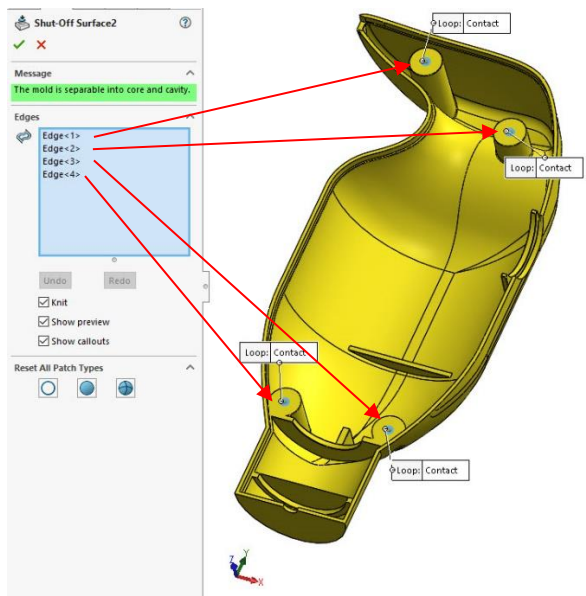 Shut-Off Surface2
Message
The mold is separable into core and cavity.
Edges
Edge<1>
Edge<2>
Edge<3>
Edge<4>
Undo Redo
Knit
Show preview
Show callouts
Reset All Patch Types
Loop: Contact
Loop: Contact
Loop: Contact
Loop: Contact
Z Y X